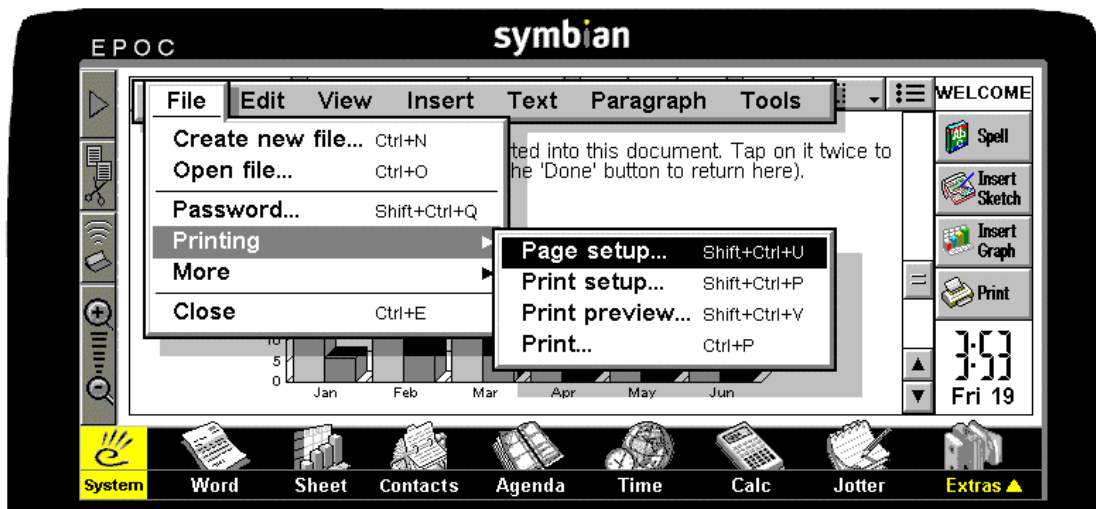 EPOC
symbian
File Edit View Insert Text Paragraph Tools
WELCOME
Create new file... Ctrl+N
Open file... Ctrl+O
Password... Shift+Ctrl+Q
Printing
More
Close Ctrl+E
ted into this document. Tap on it twice to
he 'Done' button to return here).
Page setup... Shift+Ctrl+U
Print setup... Shift+Ctrl+P
Print preview... Shift+Ctrl+V
Print... Ctrl+P
Spell
Insert
Sketch
Insert
Graph
Print
10
5
0
Jan Feb Mar Apr May Jun
3:53
Fri 19
System Word Sheet Contacts Agenda Time Calc Jotter Extras